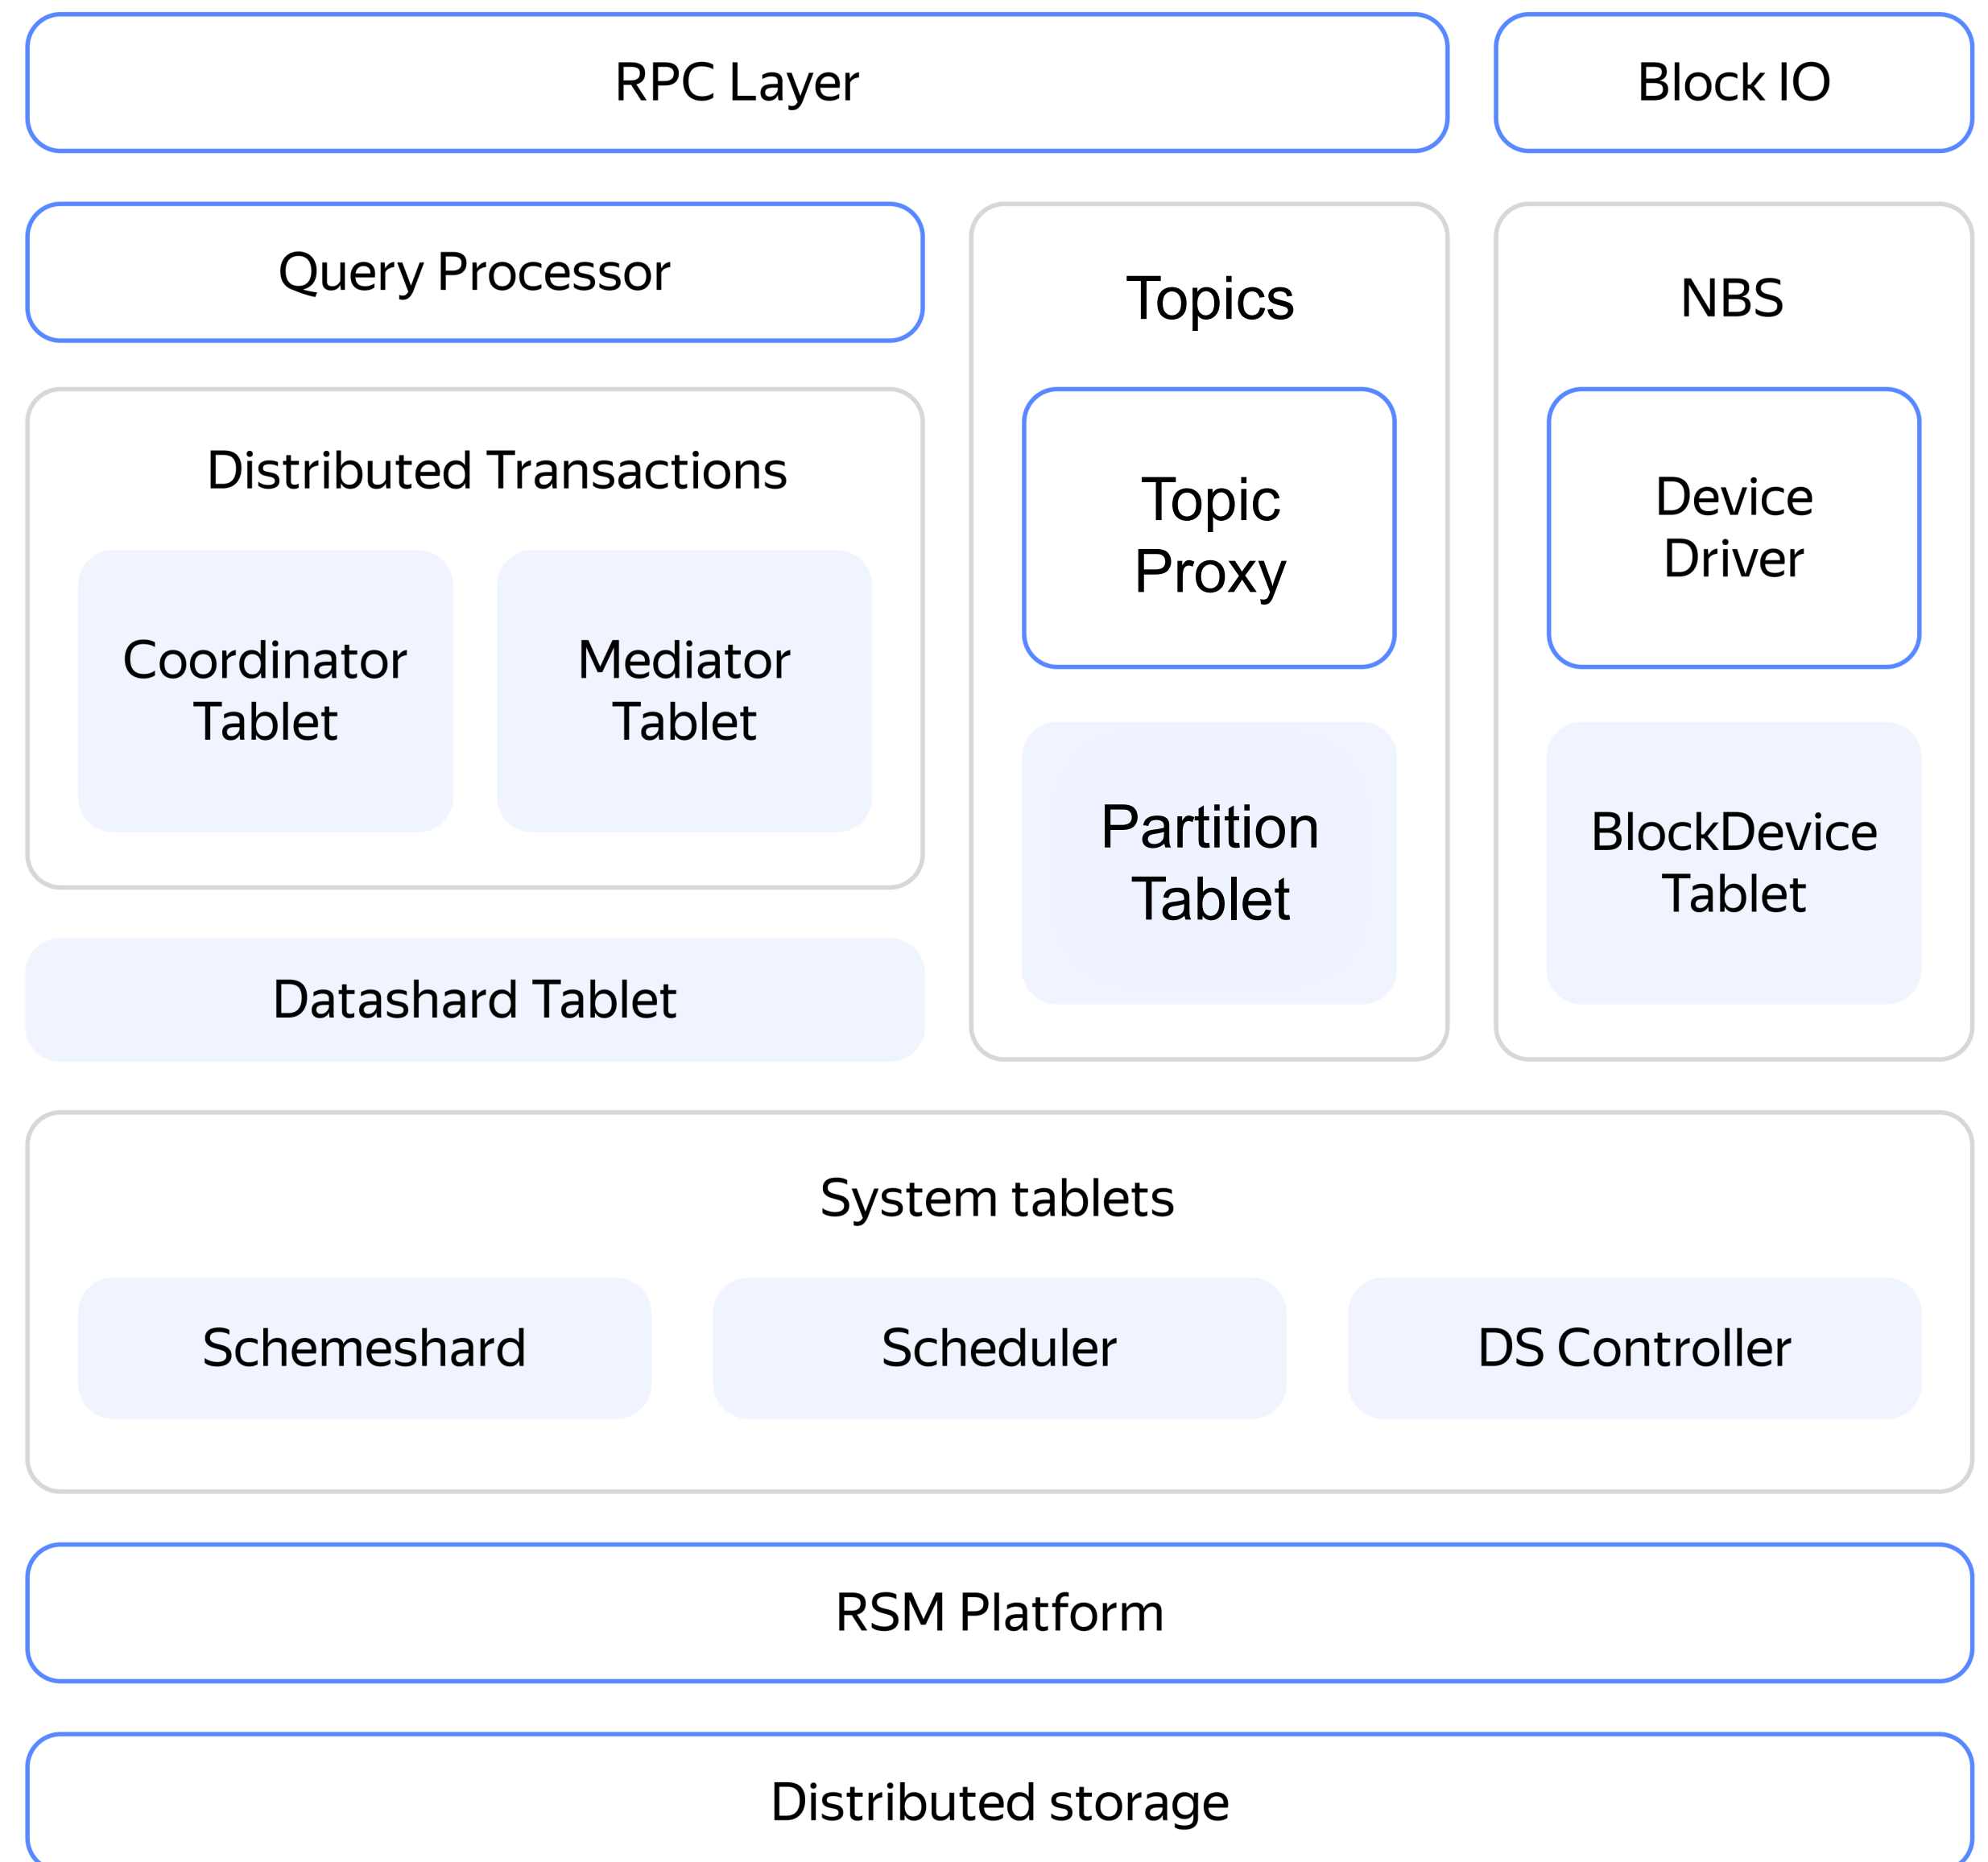 RPC Layer
Block IO
Query Processor
Topics
NBS
Distributed Transactions
Coordinator
Tablet
Mediator
Tablet
Topic
Proxy
Device
Driver
Partition
Tablet
BlockDevice
Tablet
Datashard Tablet
System tablets
Schemeshard
Scheduler
DS Controller
RSM Platform
Distributed storage